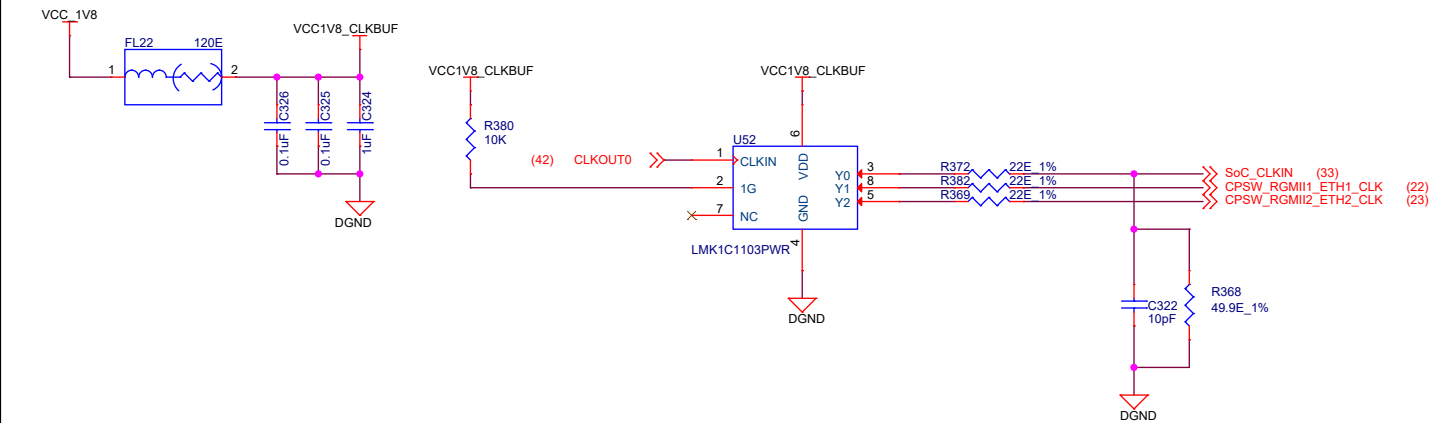 VCC_1V8
FL22 120E
1 2
VCC1V8_CLKBUF
C326
0.1uF
C325
0.1uF
C324
1uF
DGND
VCC1V8_CLKBUF
R380
10K
(42) CLKOUT0
VCC1V8_CLKBUF
6
U52
1 CLKIN
2 1G
7 NC
VDD
GND
Y0 3
Y1 8
Y2 5
LMK1C1103PWR
4
DGND
R372 22E_1%
R382 22E_1%
R369 22E_1%
SoC_CLKIN (33)
CPSW_RGMII1_ETH1_CLK (22)
CPSW_RGMII2_ETH2_CLK (23)
C322
10pF
R368
49.9E_1%
DGND